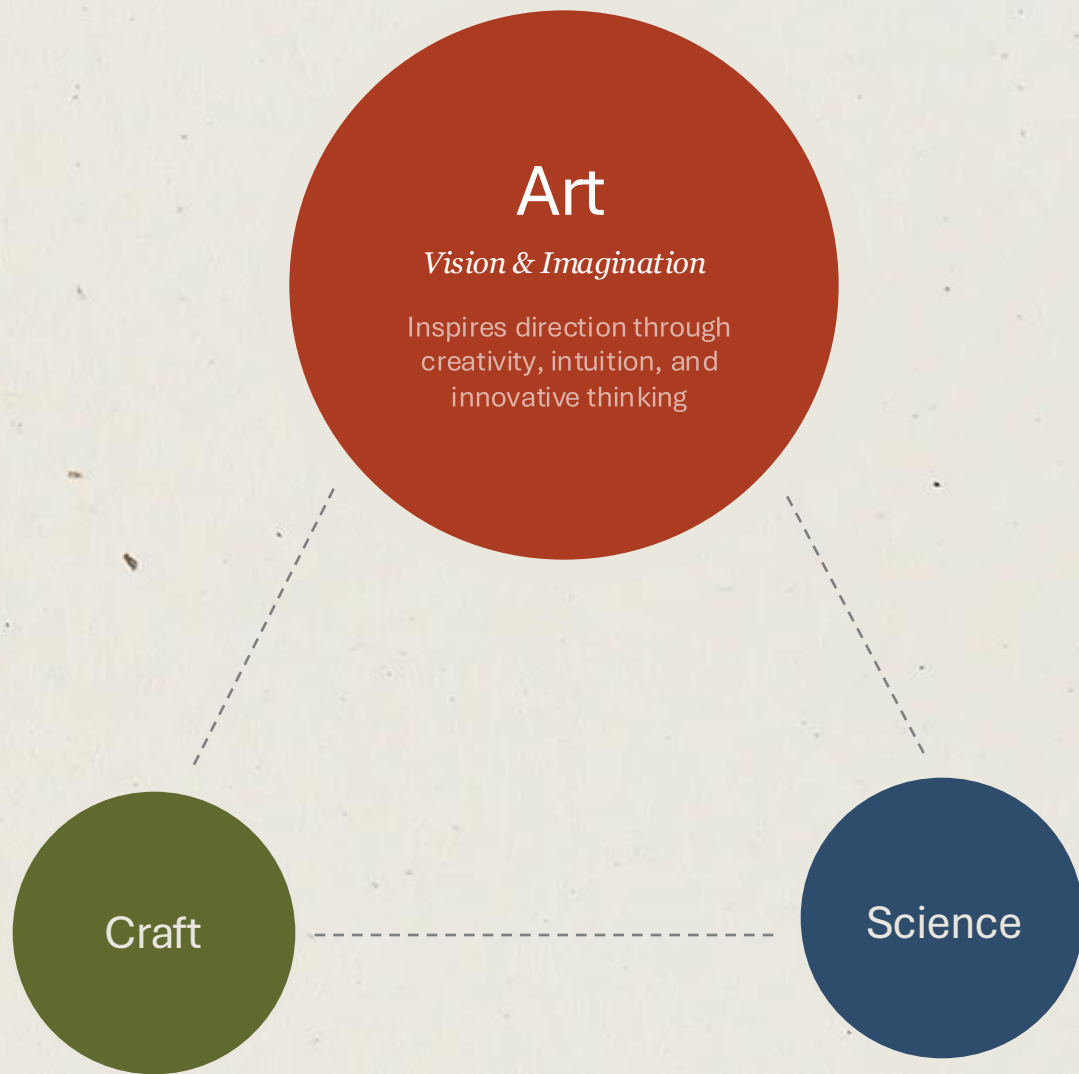 Art
Vision & Imagination
Inspires direction through
creativity, intuition, and
innovative thinking
Craft
Science